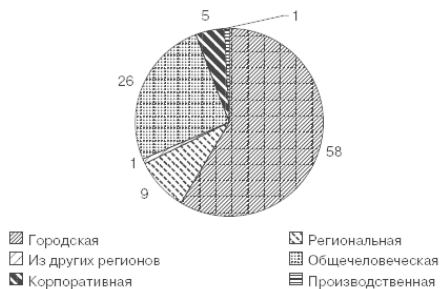 5
1
26
58
1
9
Городская
Региональная
Из других регионов
Общечеловеческая
Корпоративная
Производственная